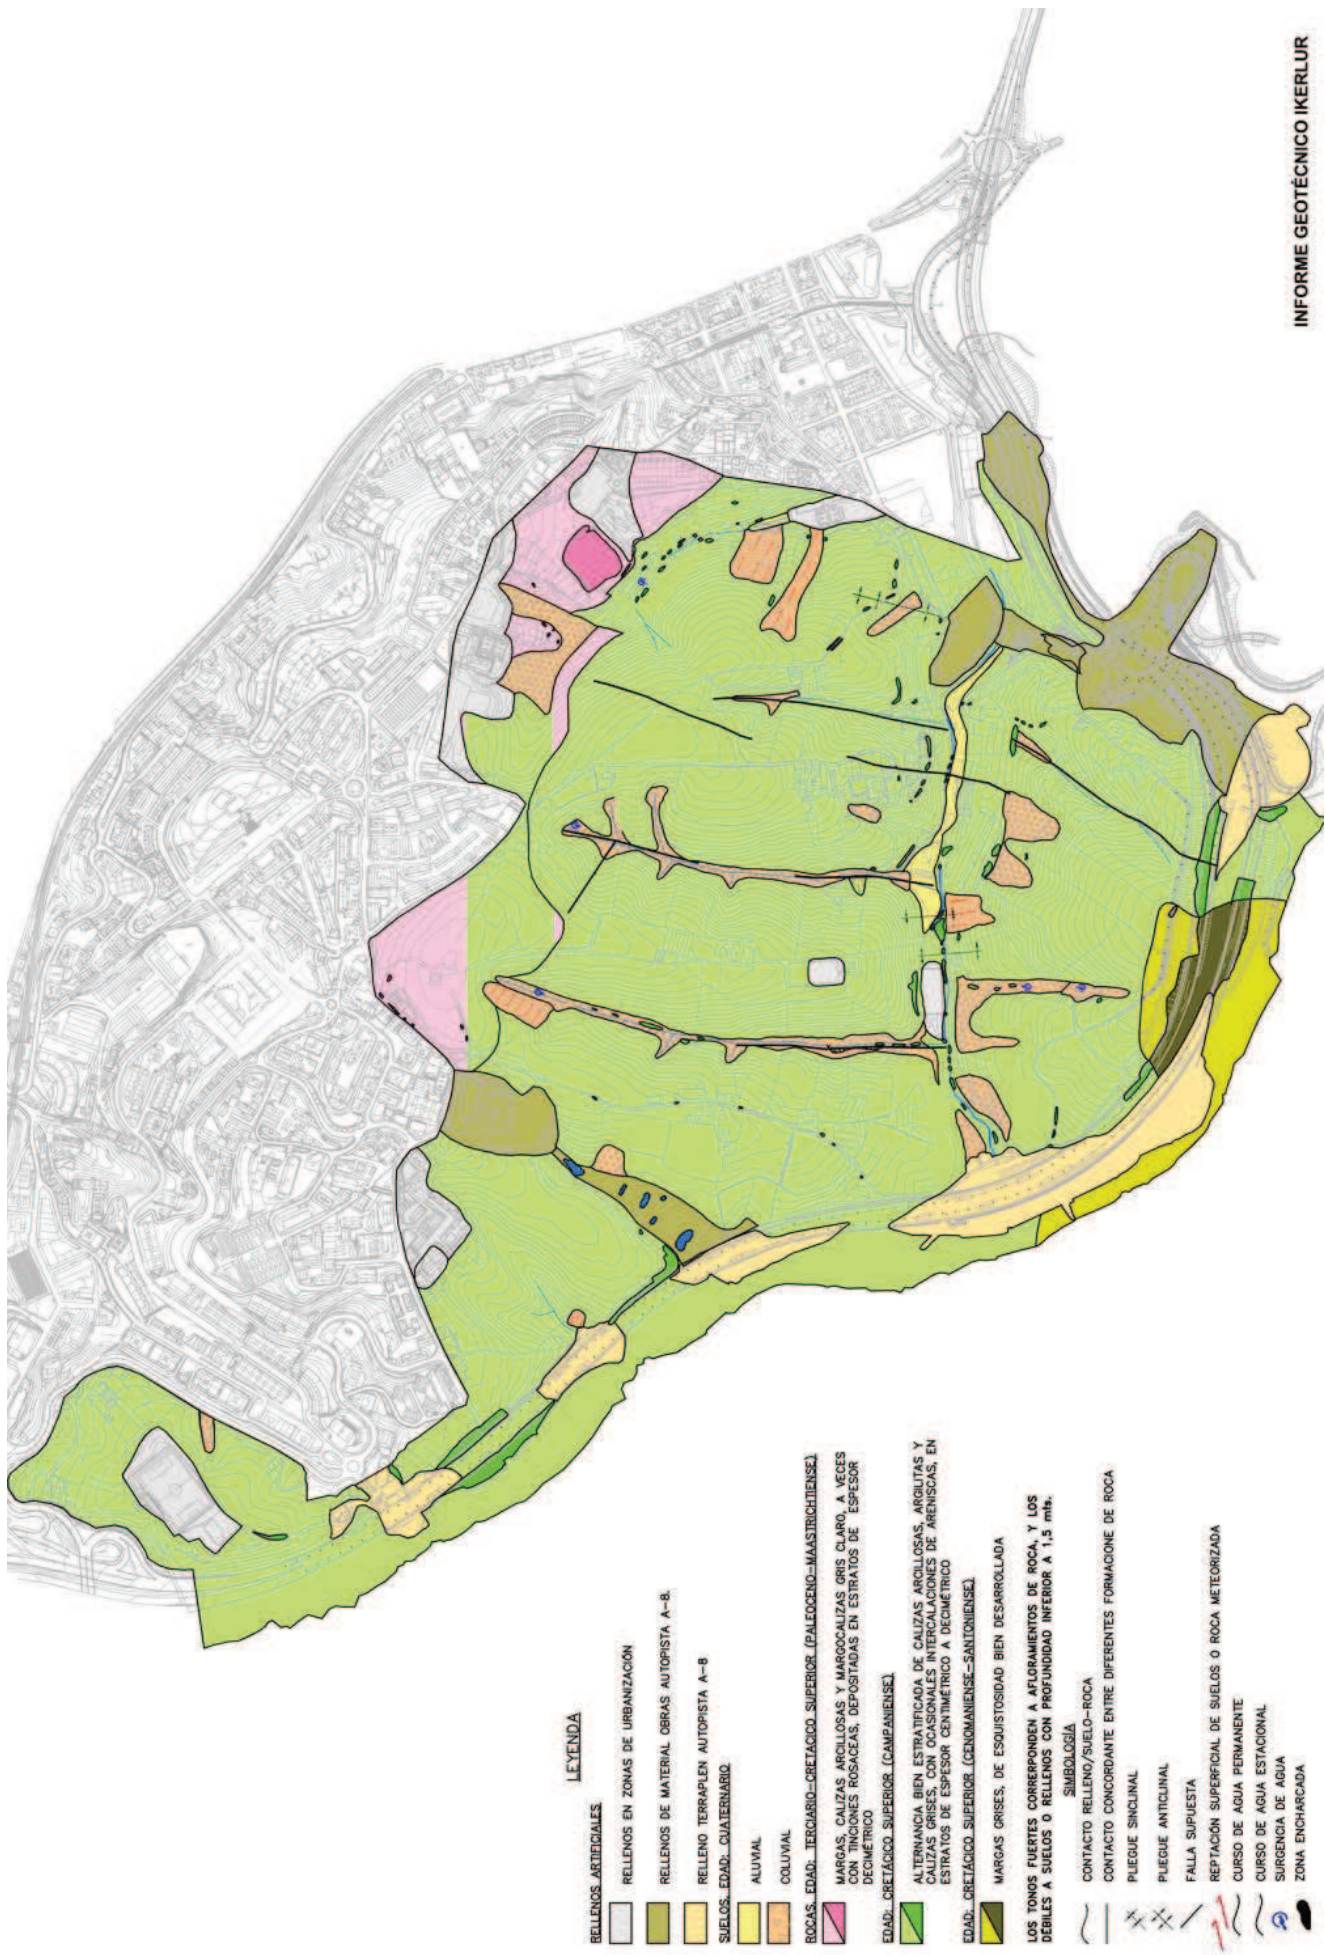 INFORME GEOTÉCNICO IKERLUR
LEYENDA
RELLENOS ARTIFICIALES
RELLENOS EN ZONAS DE URBANIZACIÓN
RELLENOS DE MATERIAL OBRAS AUTOPISTA A-8.
RELLENO TERRAPLEN AUTOPISTA A-8
SUELOS. EDAD: CUATERNARIO
ALUVIAL
COLUVIAL
ROCAS. EDAD: TERCIARIO-CRETACICO SUPERIOR (PALEOCENO-MAASTRICHTIENSE)
MARGAS, CALIZAS ARCILLOSAS Y MARGOCALIZAS GRIS CLARO, A VECES
CON TINCIONES ROSACEAS, DEPOSITADAS EN ESTRATOS DE ESPESOR
DECIMÉTRICO
EDAD: CRETÁCICO SUPERIOR (CAMPANIENSE)
ALTERNANCIA BIEN ESTRATIFICADA DE CALIZAS ARCILLOSAS, ARGILITAS Y
CALIZAS GRISES, CON OCASIONALES INTERCALACIONES DE ARENISCAS, EN
ESTRATOS DE ESPESOR CENTIMÉTRICO A DECIMÉTRICO
EDAD: CRETÁCICO SUPERIOR (CENOMANIENSE-SANTONIENSE)
MARGAS GRISES, DE ESQUISTOSIDAD BIEN DESARROLLADA
LOS TONOS FUERTES CORRERPONDEN A AFLORAMIENTOS DE ROCA, Y LOS
DÉBILES A SUELOS O RELLENOS CON PROFUNDIDAD INFERIOR A 1,5 mts.
SIMBOLOGÍA
CONTACTO RELLENO/SUELO-ROCA
CONTACTO CONCORDANTE ENTRE DIFERENTES FORMACIONE DE ROCA
PLIEGUE SINCLINAL
PLIEGUE ANTICLINAL
FALLA SUPUESTA
REPTACIÓN SUPERFICIAL DE SUELOS O ROCA METEORIZADA
CURSO DE AGUA PERMANENTE
CURSO DE AGUA ESTACIONAL
SURGENCIA DE AGUA
ZONA ENCHARCADA